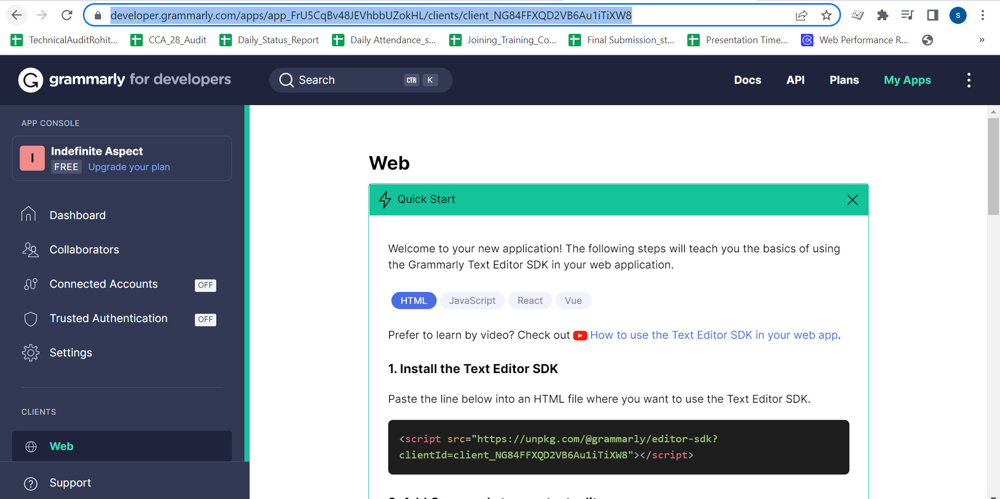 developer.grammarly.com/apps/app_FrU5CqBv48JEVhbbUZokHL/clients/client_NG84FFXQD2VB6Au1iTiXW8
S
TechnicalAuditRohit...
CCA_28_Audit
Daily_Status_Report
Daily Attendance_s...
Joining_Training_Co...
Final Submission_st...
Presentation Time...
Web Performance R...
»
grammarly for developers
Search
CTR
K
Docs
API
Plans
My Apps
APP CONSOLE
I
Indefinite Aspect
FREE
Upgrade your plan
Dashboard
Collaborators
Connected Accounts
OFF
Trusted Authentication
OFF
Settings
CLIENTS
Web
Support
Web
Quick Start
Welcome to your new application! The following steps will teach you the basics of using
the Grammarly Text Editor SDK in your web application.
HTML
JavaScript
React
Vue
Prefer to learn by video? Check out How to use the Text Editor SDK in your web app.
1. Install the Text Editor SDK
Paste the line below into an HTML file where you want to use the Text Editor SDK.
<script src="https://unpkg.com/@grammarly/editor-sdk?
clientId=client_NG84FFXQD2VB6Au1iTiXW8"></script>